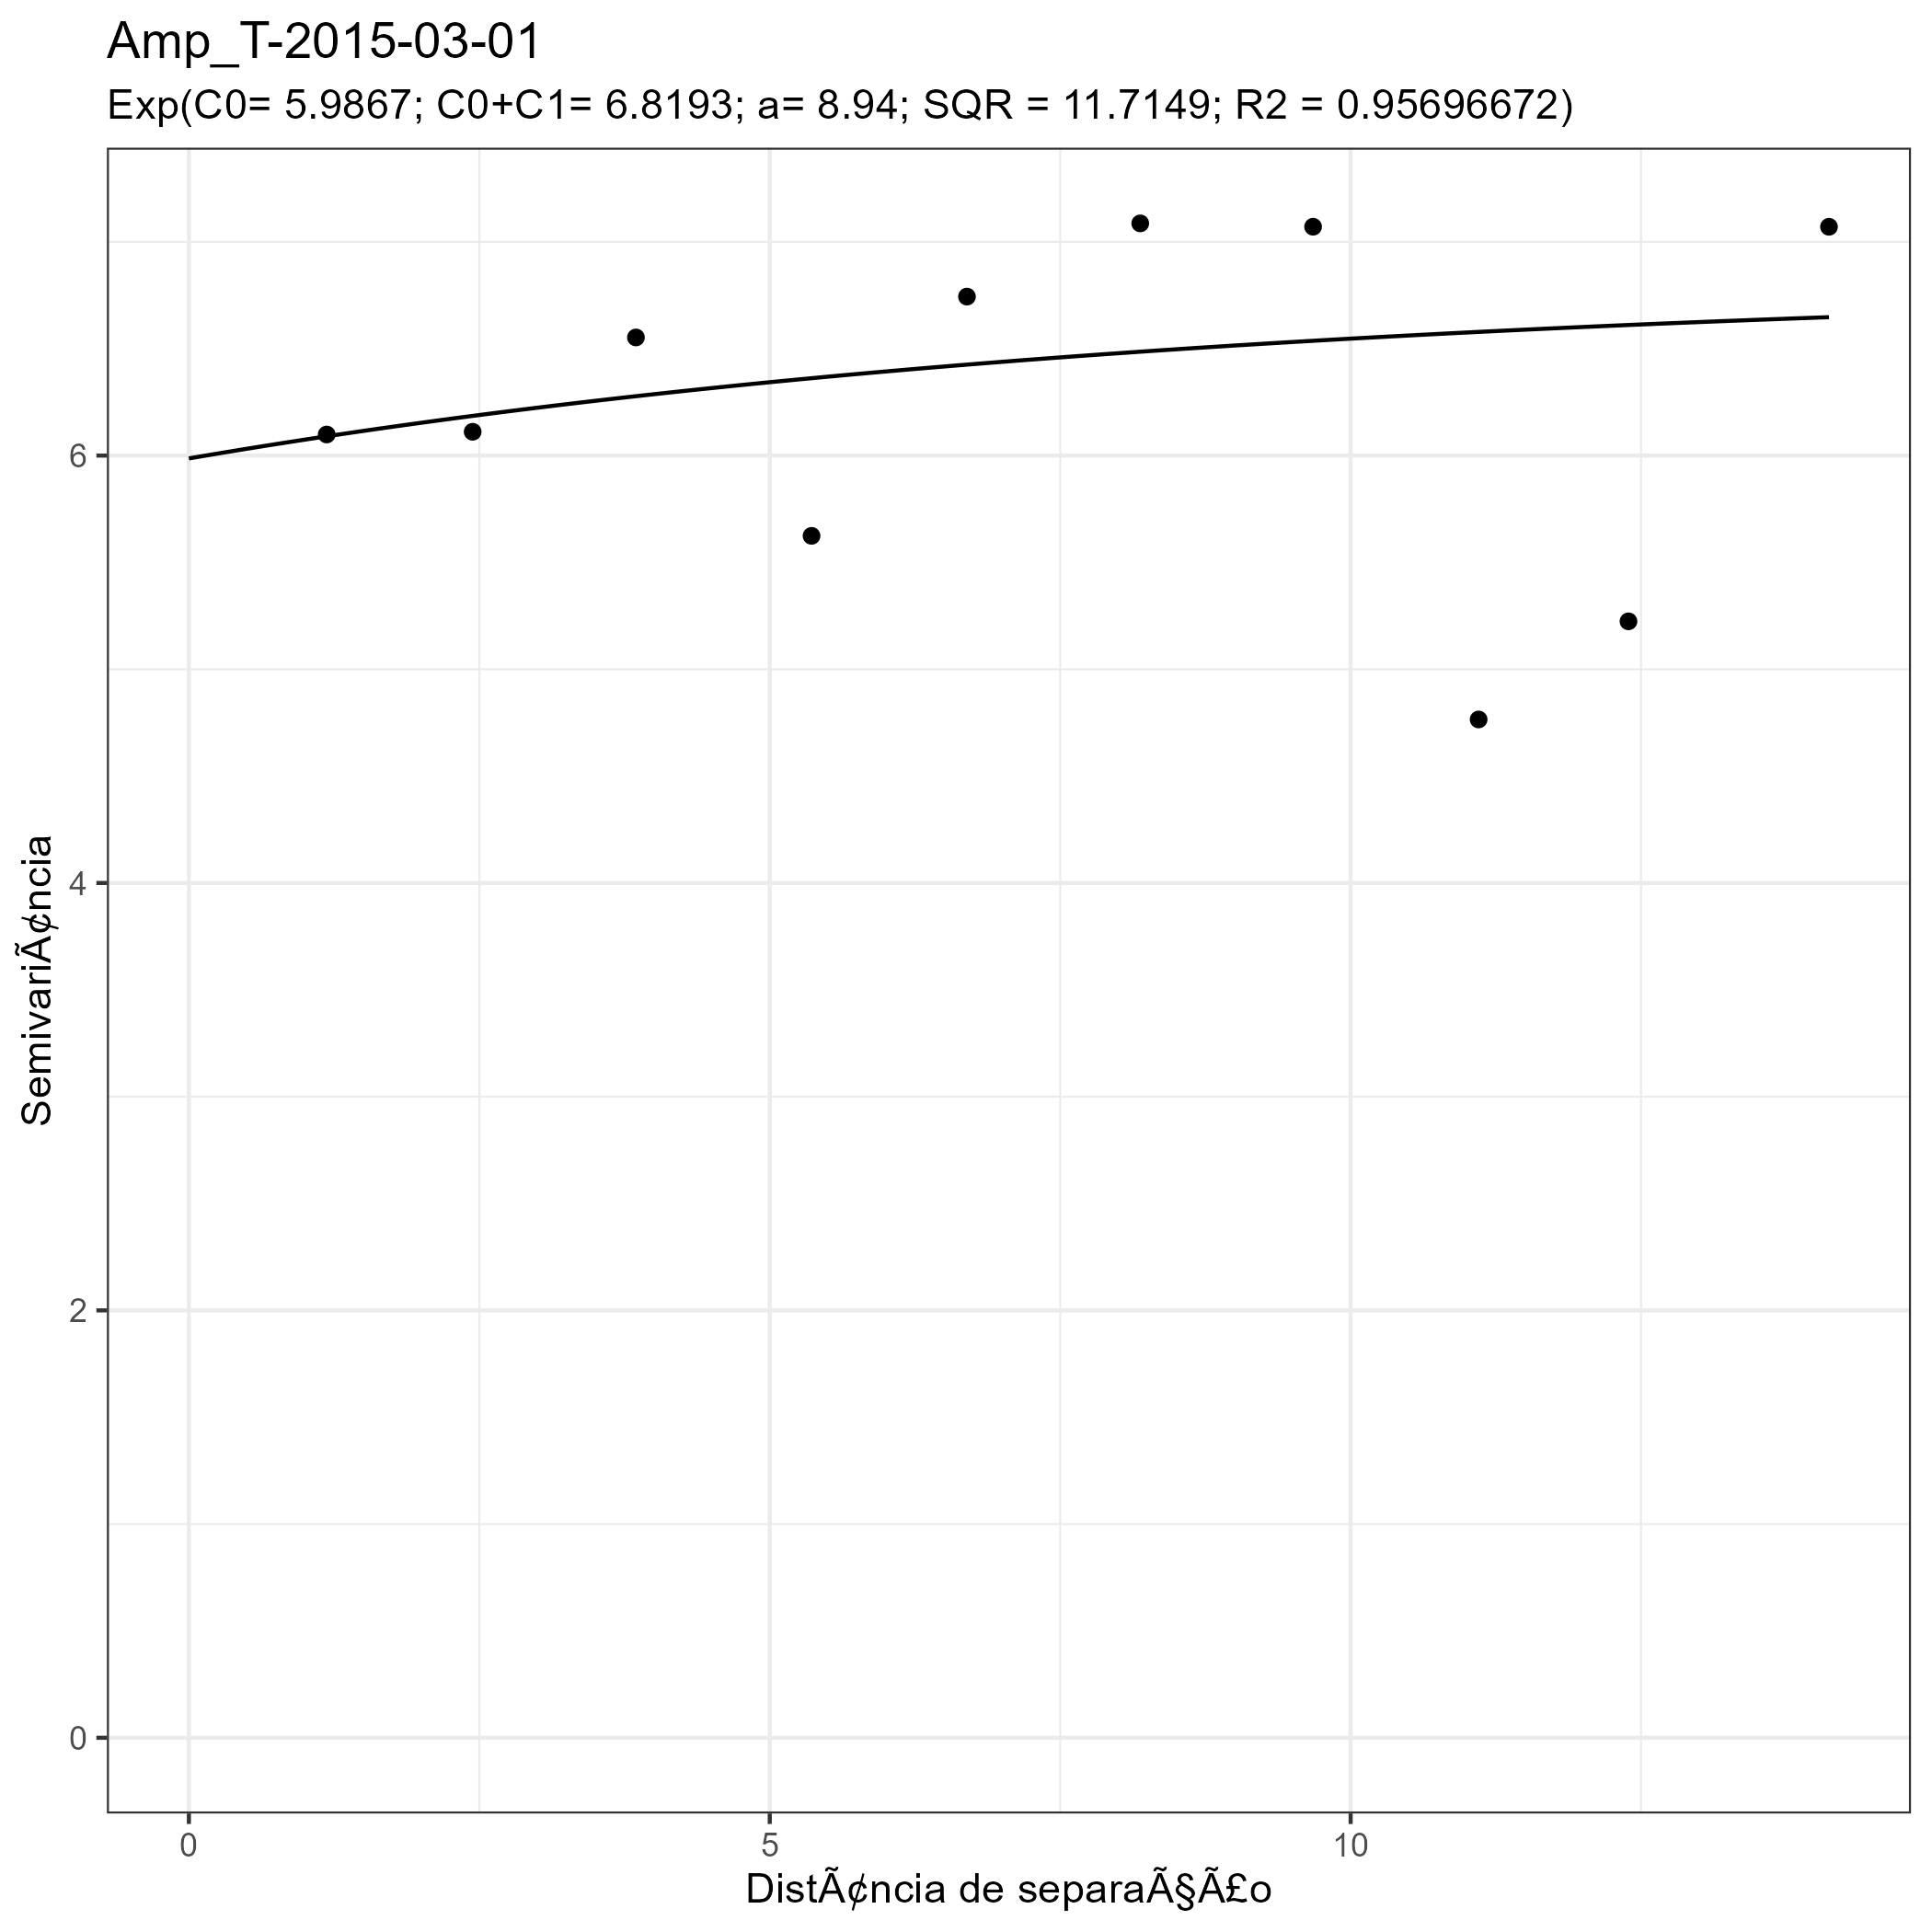 Amp_T-2015-03-01
Exp(C0= 5.9867; C0+C1= 6.8193; a= 8.94; SQR = 11.7149; R2 = 0.95696672)
6
4
2
0
SemivariÃ¢ncia
0 5 10
DistÃ¢ncia de separaÃ§Ã£o